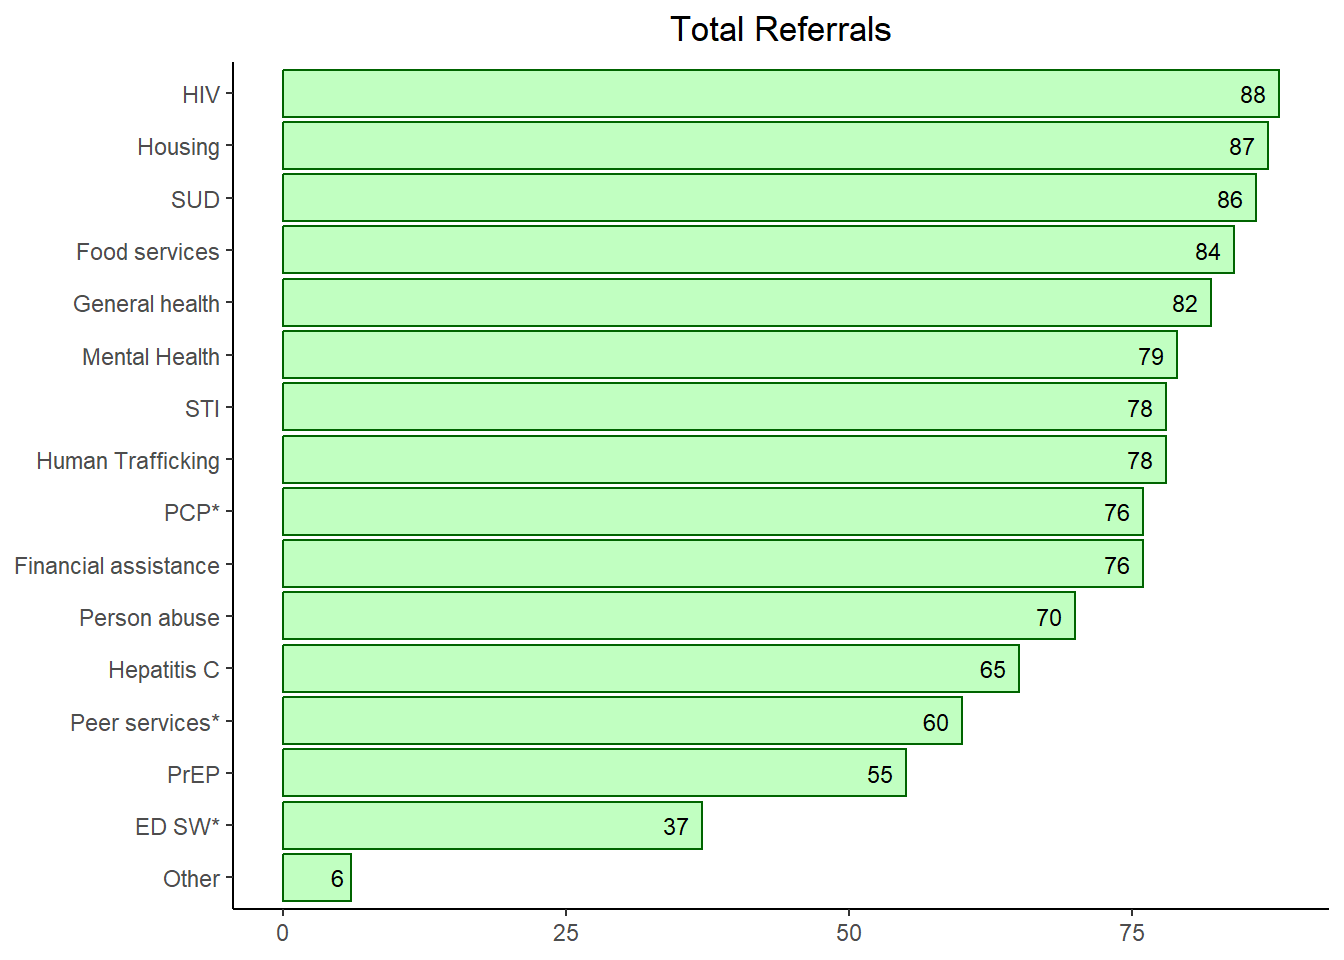 Total Referrals
HIV 88
Housing 87
SUD 86
Food services 84
General health 82
Mental Health 79
STI 78
Human Trafficking 78
PCP* 76
Financial assistance 76
Person abuse 70
Hepatitis C 65
Peer services* 60
PrEP 55
ED SW* 37
Other 6
0 25 50 75